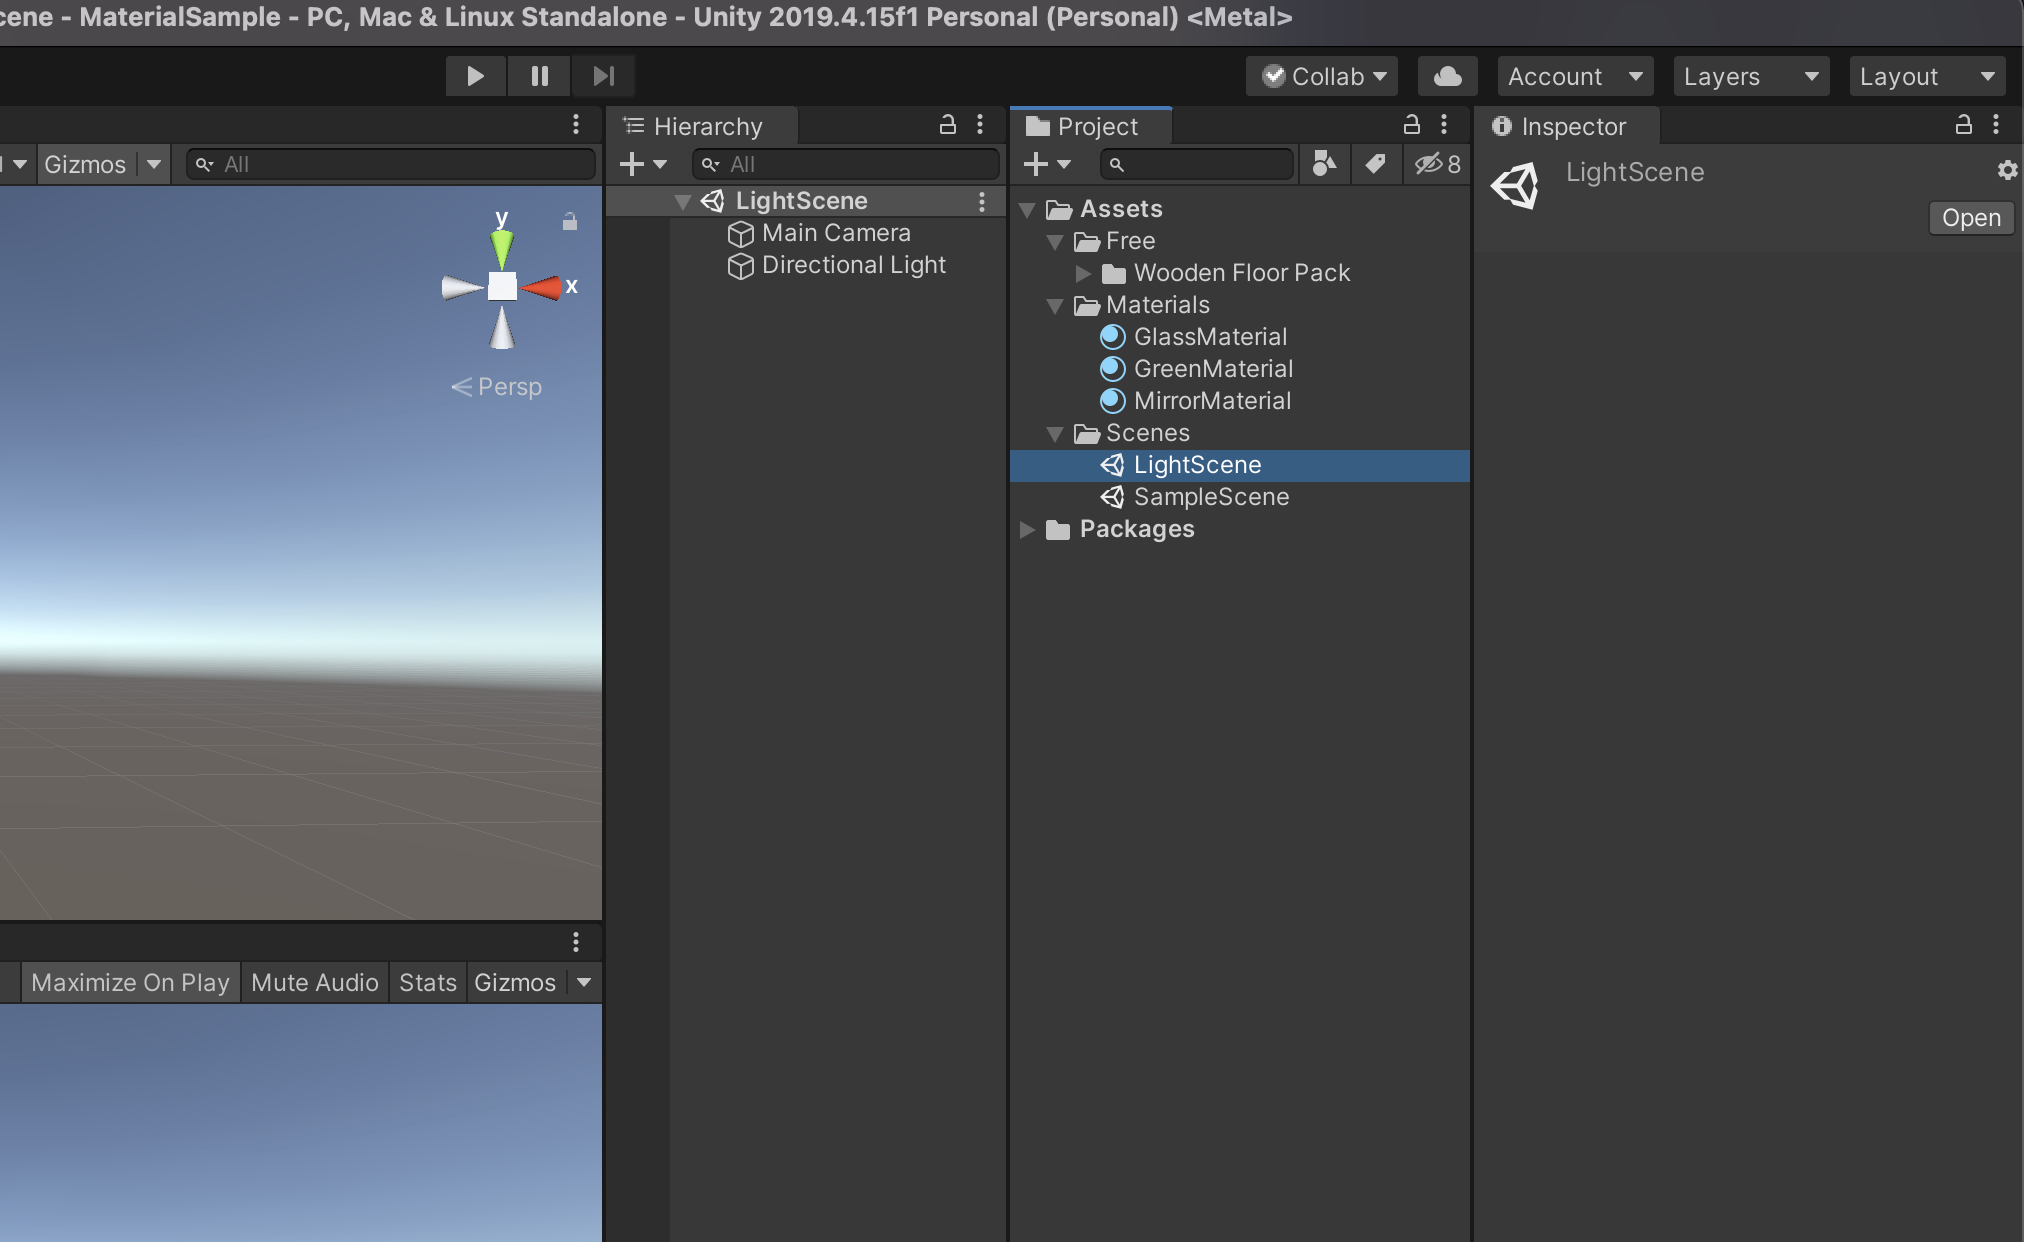 cene - MaterialSample - PC, Mac & Linux Standalone - Unity 2019.4.15f1 Personal (Personal) <Metal>
Collab
Account
Layers
Layout
Hierarchy
Project
Inspector
Gizmos
All
All
8
LightScene
Open
y
x
Persp
LightScene
Main Camera
Directional Light
Assets
Free
Wooden Floor Pack
Materials
GlassMaterial
GreenMaterial
MirrorMaterial
Scenes
LightScene
SampleScene
Packages
Maximize On Play
Mute Audio
Stats
Gizmos